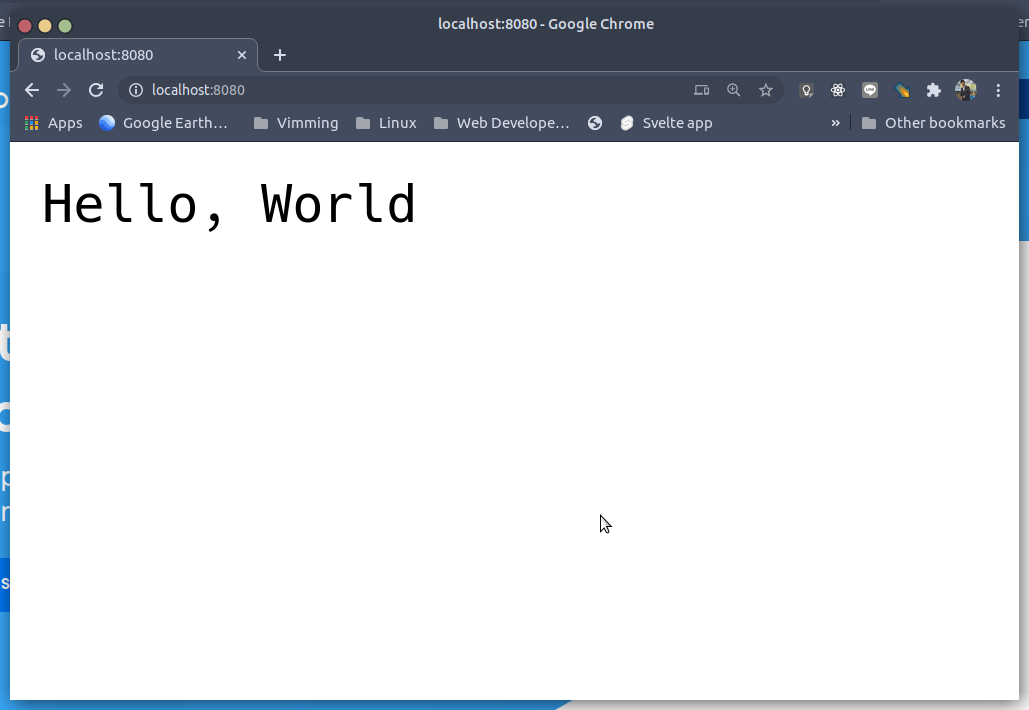 localhost:8080 - Google Chrome
localhost:8080
localhost:8080
Apps Google Earth… Vimming Linux Web Develope… Svelte app » Other bookmarks
Hello, World